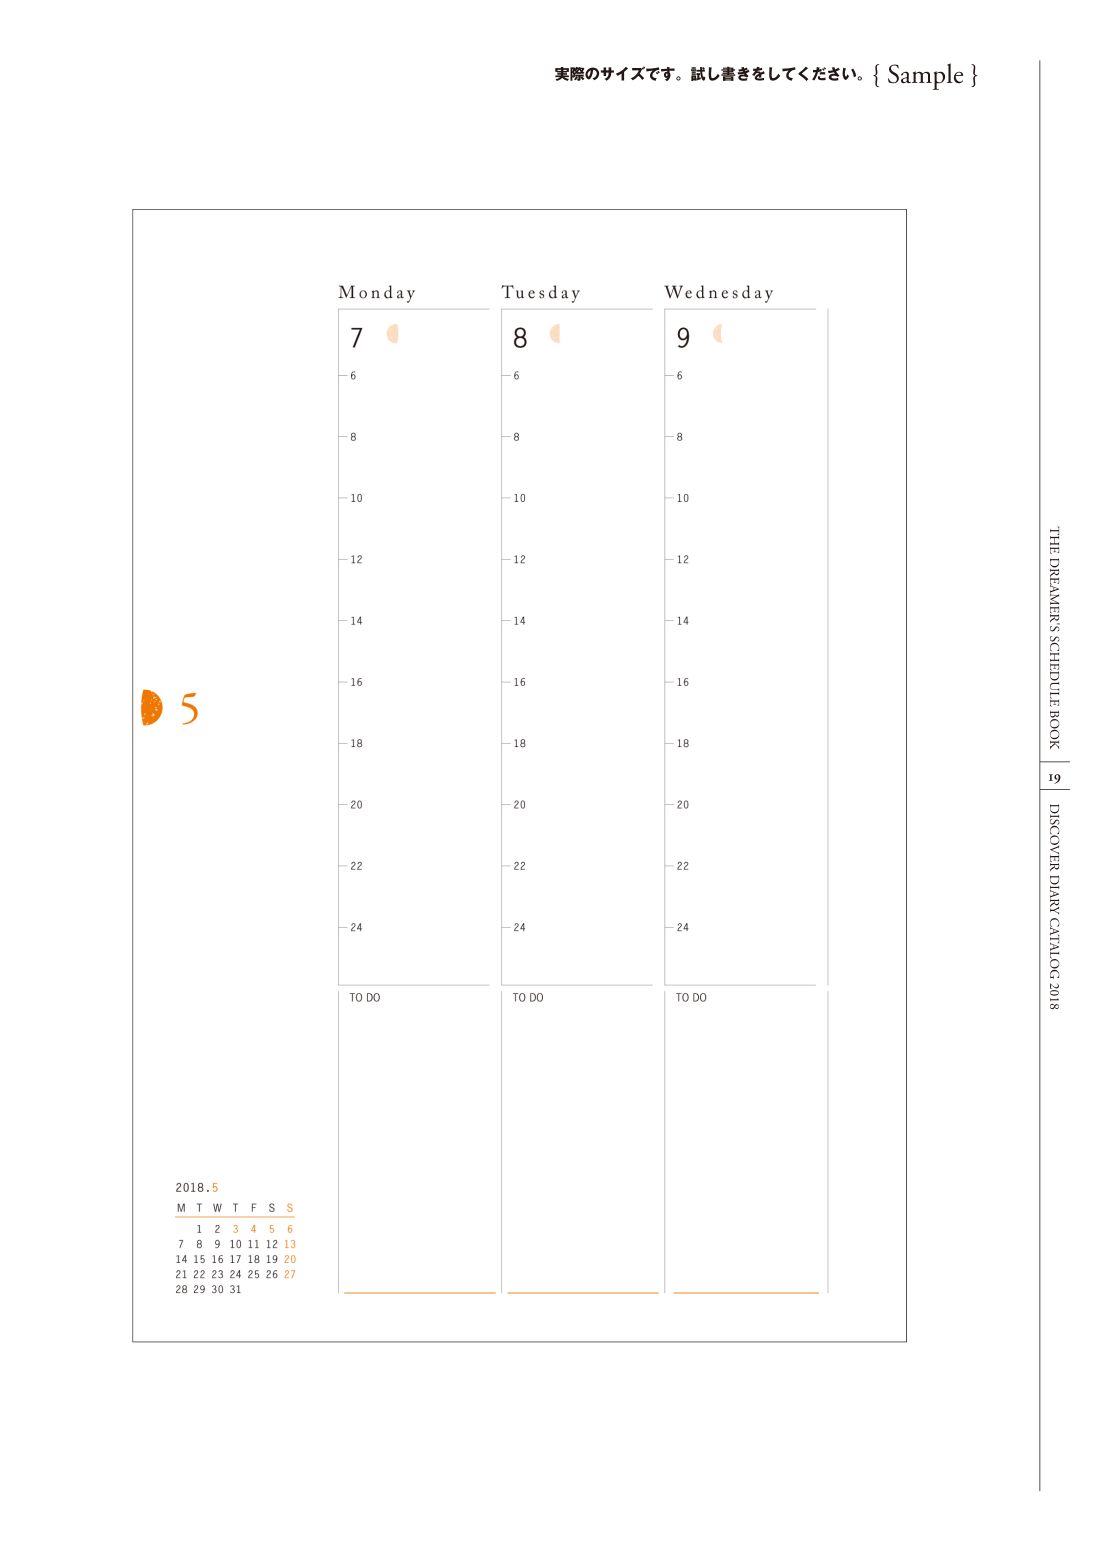 実際のサイズです。試し書きをしてください。{ Sample }
Monday Tuesday Wednesday
7 8 9
6 6 6
8 8 8
10 10 10
12 12 12
14 14 14
16 16 16
5
18 18 18
20 20 20
22 22 22
24 24 24
TO DO TO DO TO DO
2018.5
M T W T F S S
1 2 3 4 5 6
7 8 9 10 11 12 13
14 15 16 17 18 19 20
21 22 23 24 25 26 27
28 29 30 31
THE DREAMER'S SCHEDULE BOOK
19
DISCOVER DIARY CATALOG 2018